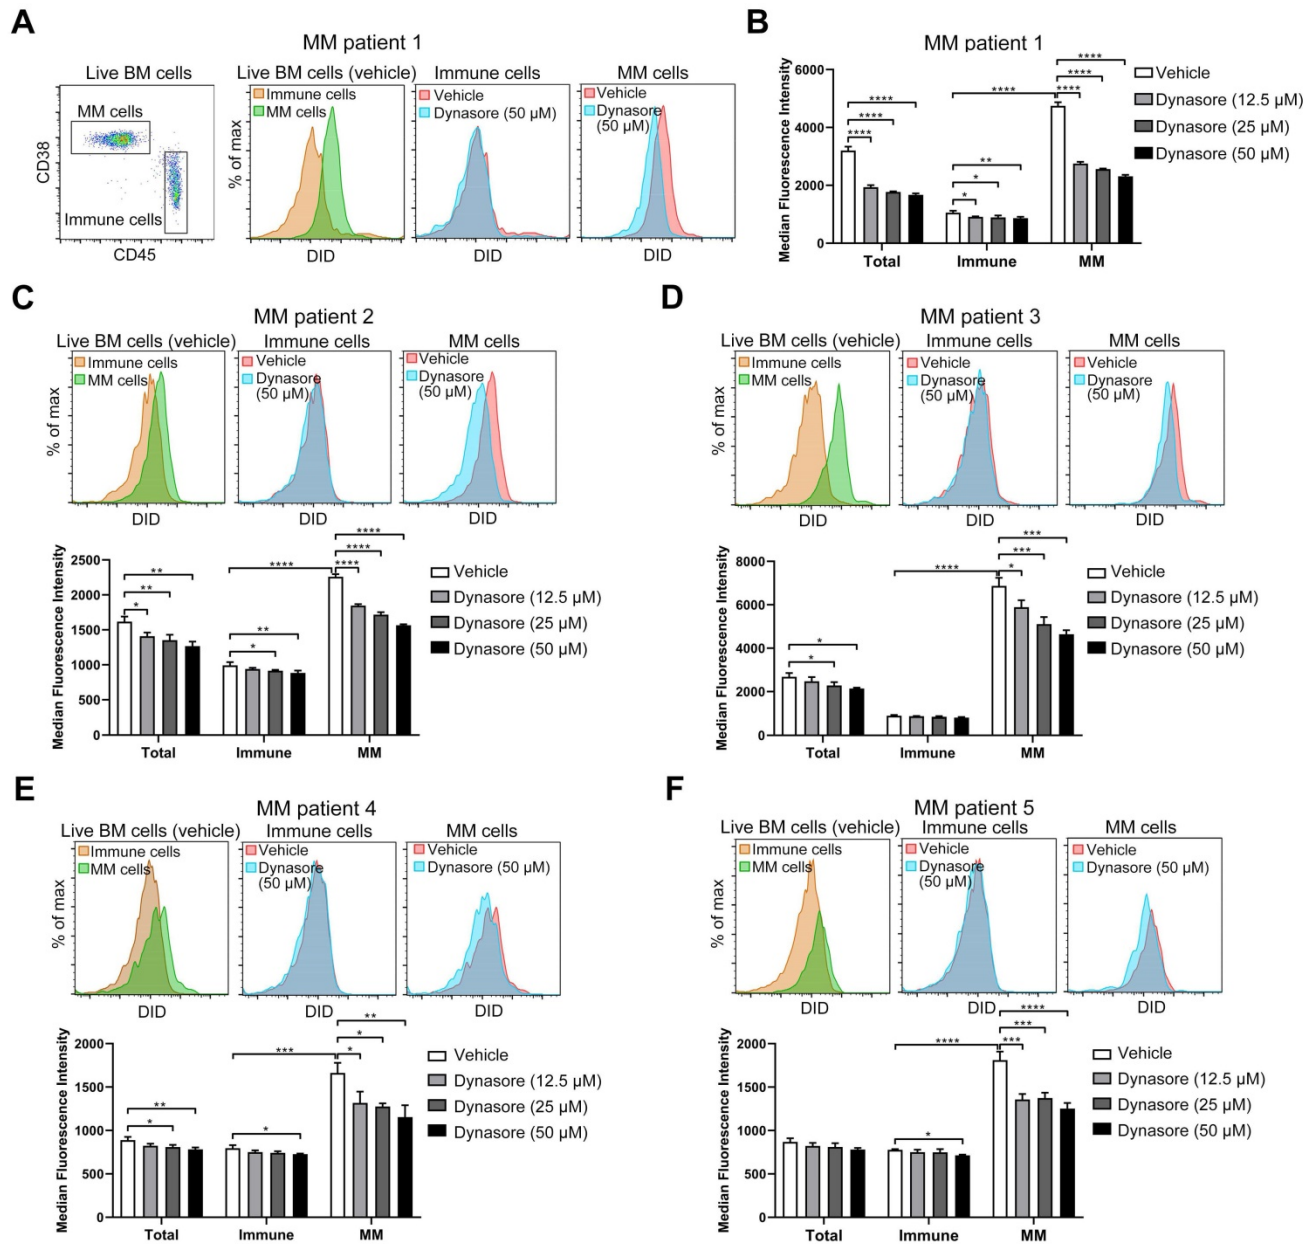 A
MM patient 1
Live BM cells
MM cells
Immune cells
CD38
CD45
Live BM cells (vehicle)
Immune cells
MM cells
% of max
DID
Immune cells
Vehicle
Dynasore (50 µM)
DID
MM cells
Vehicle
Dynasore
(50 µM)
DID
B
MM patient 1
Median Fluorescence Intensity
6000
4000
2000
0
****
****
****
*
*
**
****
****
****
****
Total
Immune
MM
Vehicle
Dynasore (12.5 µM)
Dynasore (25 µM)
Dynasore (50 µM)
C
MM patient 2
Live BM cells (vehicle)
Immune cells
MM cells
% of max
DID
Immune cells
Vehicle
Dynasore
(50 µM)
DID
MM cells
Vehicle
Dynasore
(50 µM)
DID
Median Fluorescence Intensity
2500
2000
1500
1000
500
0
**
**
*
**
*
****
****
****
****
Total
Immune
MM
Vehicle
Dynasore (12.5 µM)
Dynasore (25 µM)
Dynasore (50 µM)
D
MM patient 3
Live BM cells (vehicle)
Immune cells
MM cells
% of max
DID
Immune cells
Vehicle
Dynasore
(50 µM)
DID
MM cells
Vehicle
Dynasore
(50 µM)
DID
Median Fluorescence Intensity
8000
6000
4000
2000
0
*
*
****
***
***
*
Total
Immune
MM
Vehicle
Dynasore (12.5 µM)
Dynasore (25 µM)
Dynasore (50 µM)
E
MM patient 4
Live BM cells (vehicle)
Immune cells
MM cells
% of max
DID
Immune cells
Vehicle
Dynasore
(50 µM)
DID
MM cells
Vehicle
Dynasore (50 µM)
DID
Median Fluorescence Intensity
2000
1500
1000
500
0
**
*
*
***
**
*
*
Total
Immune
MM
Vehicle
Dynasore (12.5 µM)
Dynasore (25 µM)
Dynasore (50 µM)
F
MM patient 5
Live BM cells (vehicle)
Immune cells
MM cells
% of max
DID
Immune cells
Vehicle
Dynasore
(50 µM)
DID
MM cells
Vehicle
Dynasore (50 µM)
DID
Median Fluorescence Intensity
2000
1500
1000
500
0
*
****
****
***
***
Total
Immune
MM
Vehicle
Dynasore (12.5 µM)
Dynasore (25 µM)
Dynasore (50 µM)